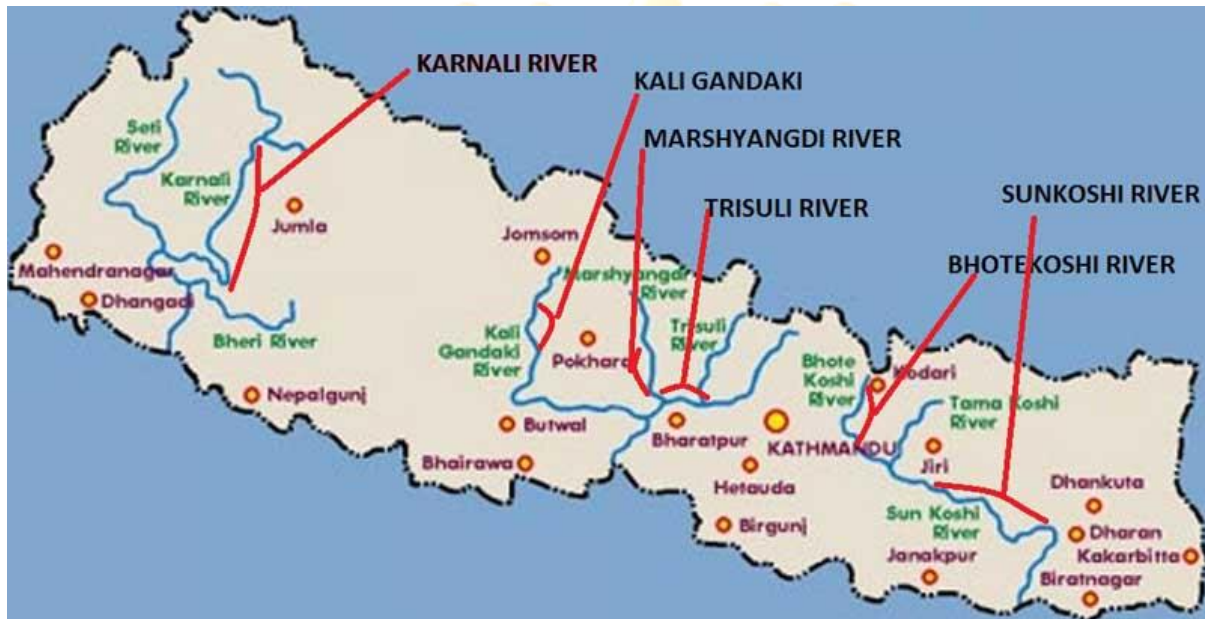 KARNALI RIVER
KALI GANDAKI
MARSHYANGDI RIVER
TRISULI RIVER
SUNKOSHI RIVER
BHOTEKOSHI RIVER
Seti
River
Karnali
River
Jumla
Mahendranagar
Dhangadi
Bheri River
Nepalgunj
Jomsom
Marshyangdi
River
Kali
Gandaki
River
Pokhara
Trisuli
River
Butwal
Bhairawa
Bharatpur
KATHMANDU
Hetauda
Birgunj
Bhote
Koshi
River
Kodari
Tama Koshi
River
Jiri
Sun Koshi
River
Janakpur
Dhankuta
Dharan
Kakarbitta
Biratnagar